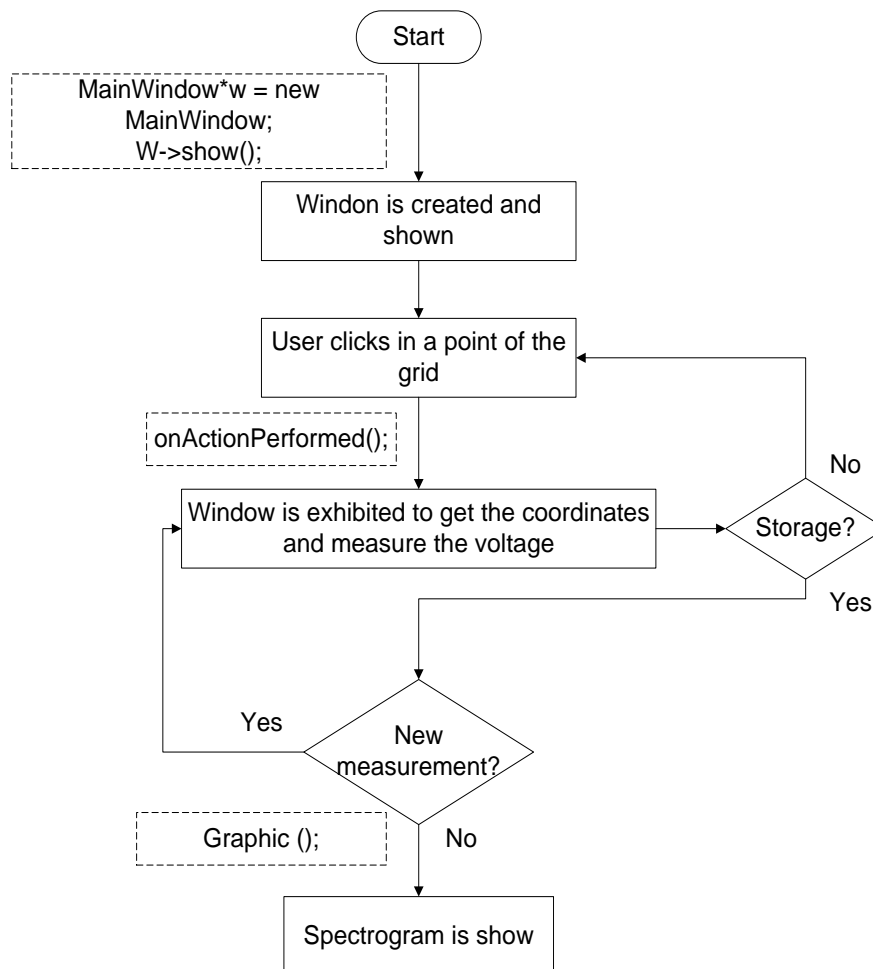 Start
MainWindow*w = new
MainWindow;
W->show();
Windon is created and
shown
User clicks in a point of the
grid
onActionPerformed();
No
Window is exhibited to get the coordinates
and measure the voltage
Storage?
Yes
Yes
New
measurement?
Graphic ();
No
Spectrogram is show